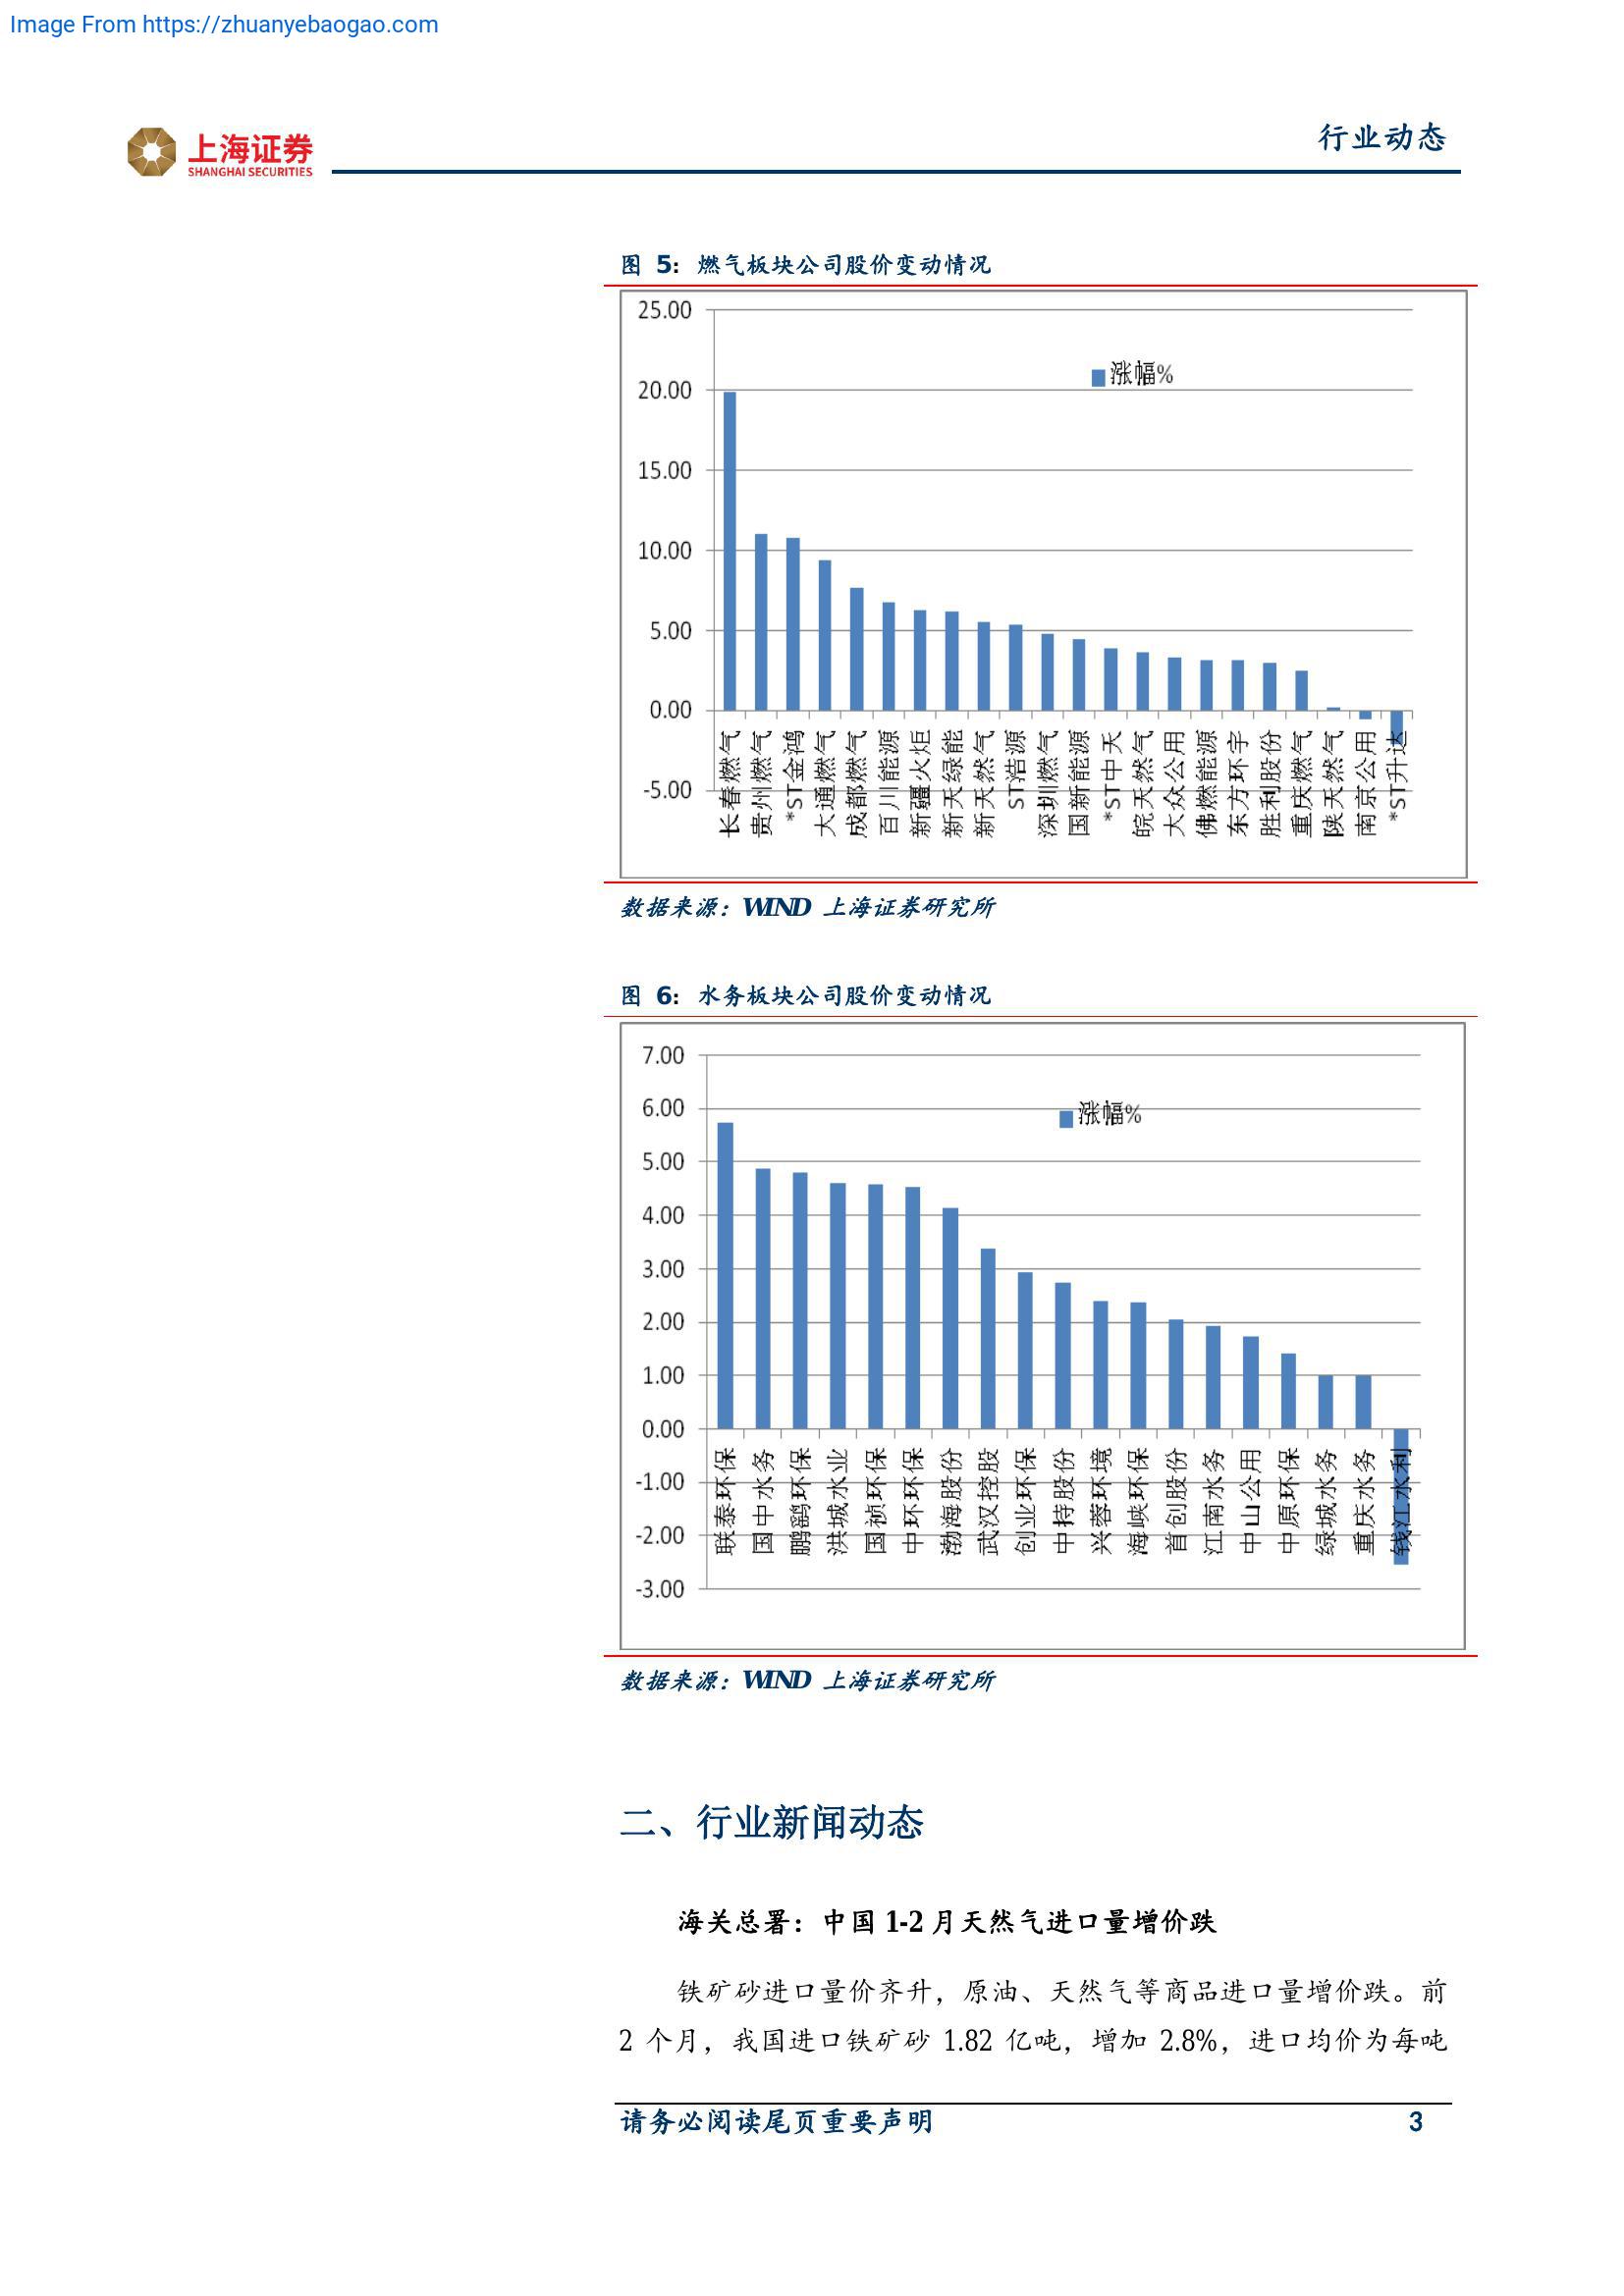 Image From https://zhuanyebaogao.com
上海证券
SHANGHAI SECURITIES
行业动态
图 5：燃气板块公司股价变动情况
25.00
涨幅%
20.00
15.00
10.00
5.00
0.00
-5.00
长春燃气
贵州燃气
*ST金鸿
大通燃气
成都燃气
百川能源
新疆火炬
新天绿能
新天然气
ST浩源
深圳燃气
国新能源
*ST中天
皖天然气
大众公用
佛燃能源
东方环宇
胜利股份
重庆燃气
陕天然气
南京公用
*ST升达
数据来源：WIND 上海证券研究所
图 6：水务板块公司股价变动情况
7.00
6.00
涨幅%
5.00
4.00
3.00
2.00
1.00
0.00
-1.00
-2.00
-3.00
联泰环保
国中水务
鹏鹞环保
洪城水业
国祯环保
中环环保
渤海股份
武汉控股
创业环保
中持股份
兴蓉环境
海峡环保
首创股份
江南水务
中山公用
中原环保
绿城水务
重庆水务
钱江水利
数据来源：WIND 上海证券研究所
二、行业新闻动态
海关总署：中国 1-2 月天然气进口量增价跌
铁矿砂进口量价齐升，原油、天然气等商品进口量增价跌。前
2 个月，我国进口铁矿砂 1.82 亿吨，增加 2.8%，进口均价为每吨
请务必阅读尾页重要声明
3